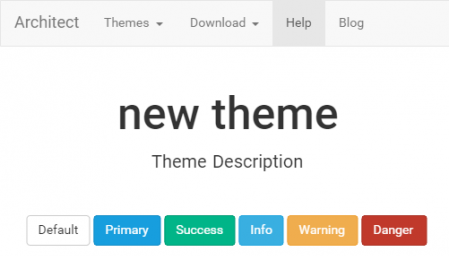 Architect Themes Download Help Blog
new theme
Theme Description
Default Primary Success Info Warning Danger